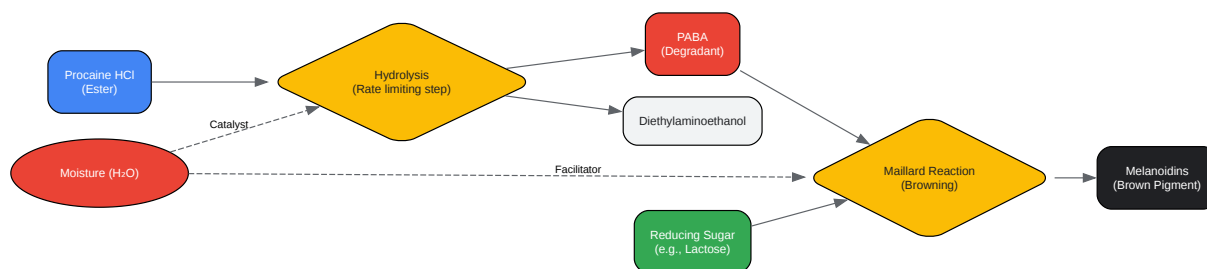 Procaine HCl
(Ester)
Moisture (H₂O)
Catalyst
Hydrolysis
(Rate limiting step)
PABA
(Degradant)
Diethylaminoethanol
Facilitator
Reducing Sugar
(e.g., Lactose)
Maillard Reaction
(Browning)
Melanoidins
(Brown Pigment)